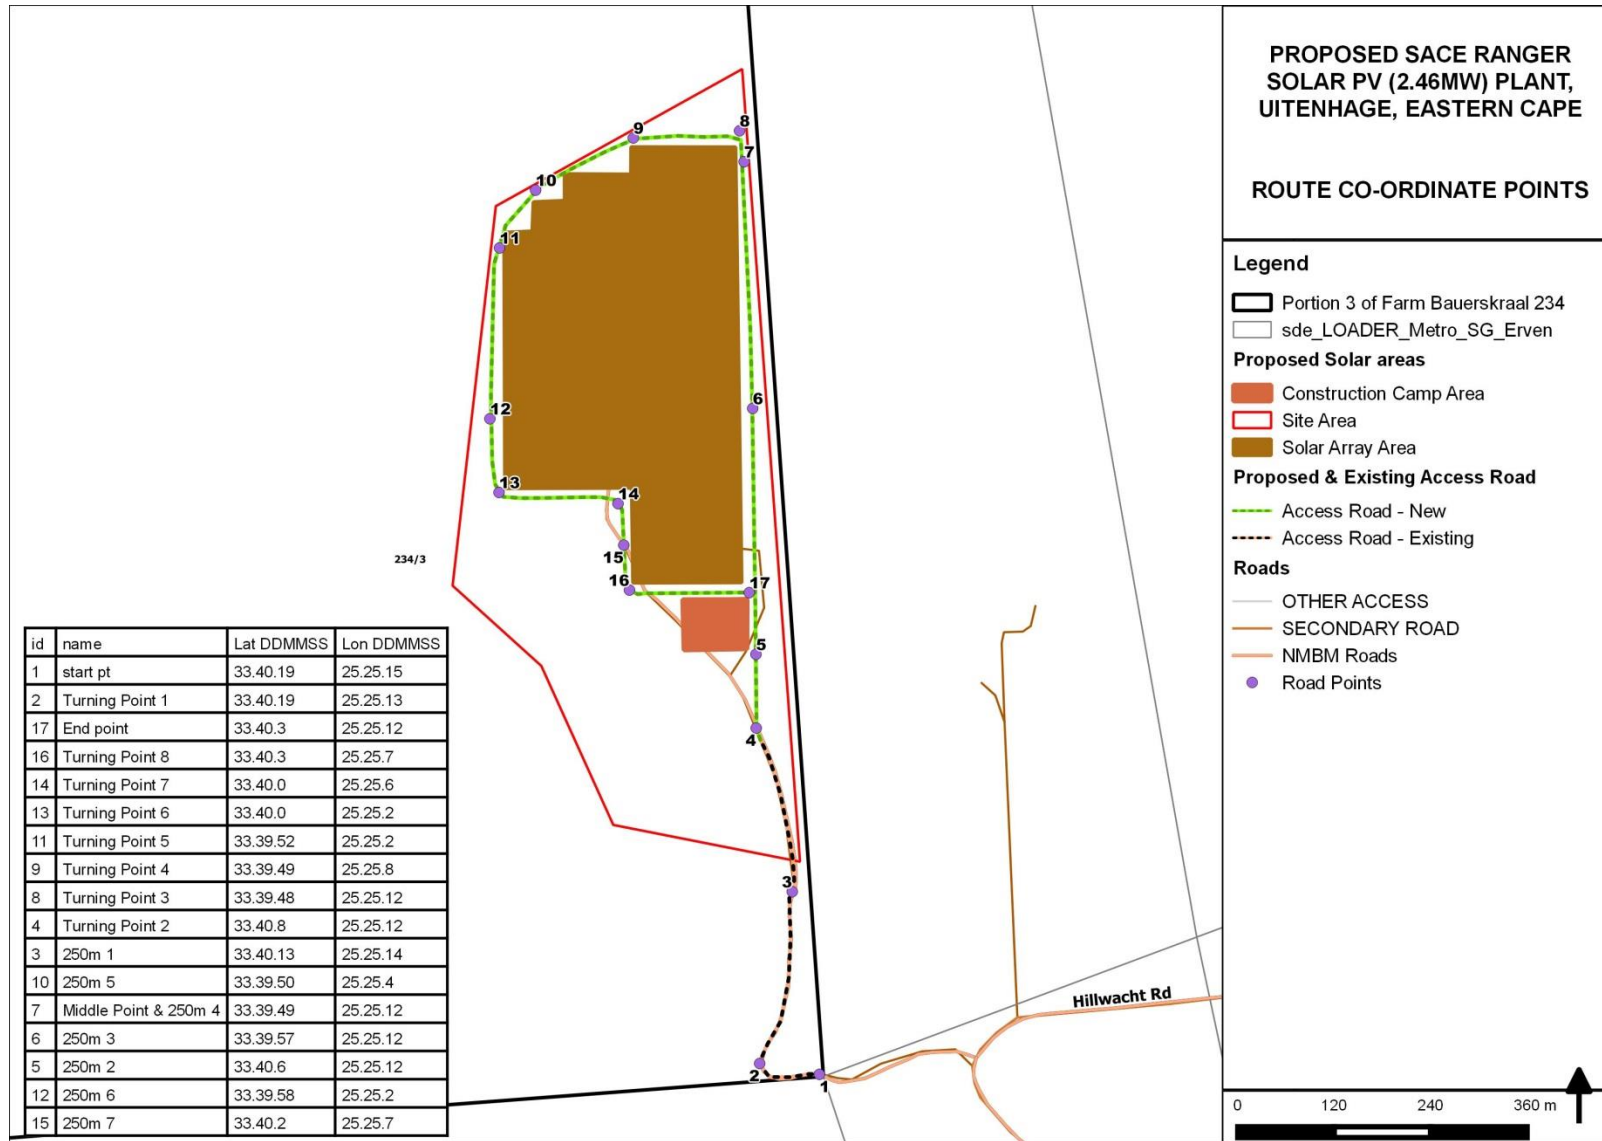 PROPOSED SACE RANGER
SOLAR PV (2.46MW) PLANT,
UITENHAGE, EASTERN CAPE
ROUTE CO-ORDINATE POINTS
Legend
Portion 3 of Farm Bauerskraal 234
sde_LOADER_Metro_SG_Erven
Proposed Solar areas
Construction Camp Area
Site Area
Solar Array Area
Proposed & Existing Access Road
Access Road - New
Access Road - Existing
Roads
OTHER ACCESS
SECONDARY ROAD
NMBM Roads
Road Points
0 120 240 360 m
8
9
7
10
11
6
12
13
14
15
16
17
5
4
3
2
1
234/3
Hillwacht Rd
id name Lat DDMMSS Lon DDMMSS
1 start pt 33.40.19 25.25.15
2 Turning Point 1 33.40.19 25.25.13
17 End point 33.40.3 25.25.12
16 Turning Point 8 33.40.3 25.25.7
14 Turning Point 7 33.40.0 25.25.6
13 Turning Point 6 33.40.0 25.25.2
11 Turning Point 5 33.39.52 25.25.2
9 Turning Point 4 33.39.49 25.25.8
8 Turning Point 3 33.39.48 25.25.12
4 Turning Point 2 33.40.8 25.25.12
3 250m 1 33.40.13 25.25.14
10 250m 5 33.39.50 25.25.4
7 Middle Point & 250m 4 33.39.49 25.25.12
6 250m 3 33.39.57 25.25.12
5 250m 2 33.40.6 25.25.12
12 250m 6 33.39.58 25.25.2
15 250m 7 33.40.2 25.25.7